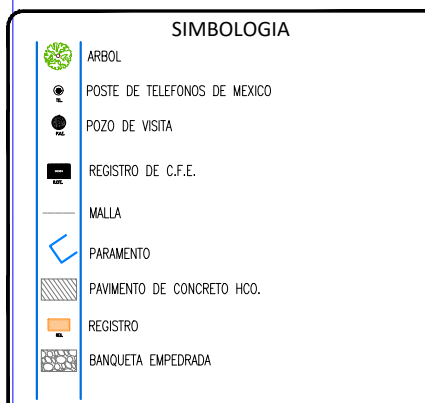 SIMBOLOGIA
ARBOL
POSTE DE TELEFONOS DE MEXICO
POZO DE VISITA
REGISTRO DE C.F.E.
MALLA
PARAMENTO
PAVIMENTO DE CONCRETO HCO.
REGISTRO
BANQUETA EMPEDRADA